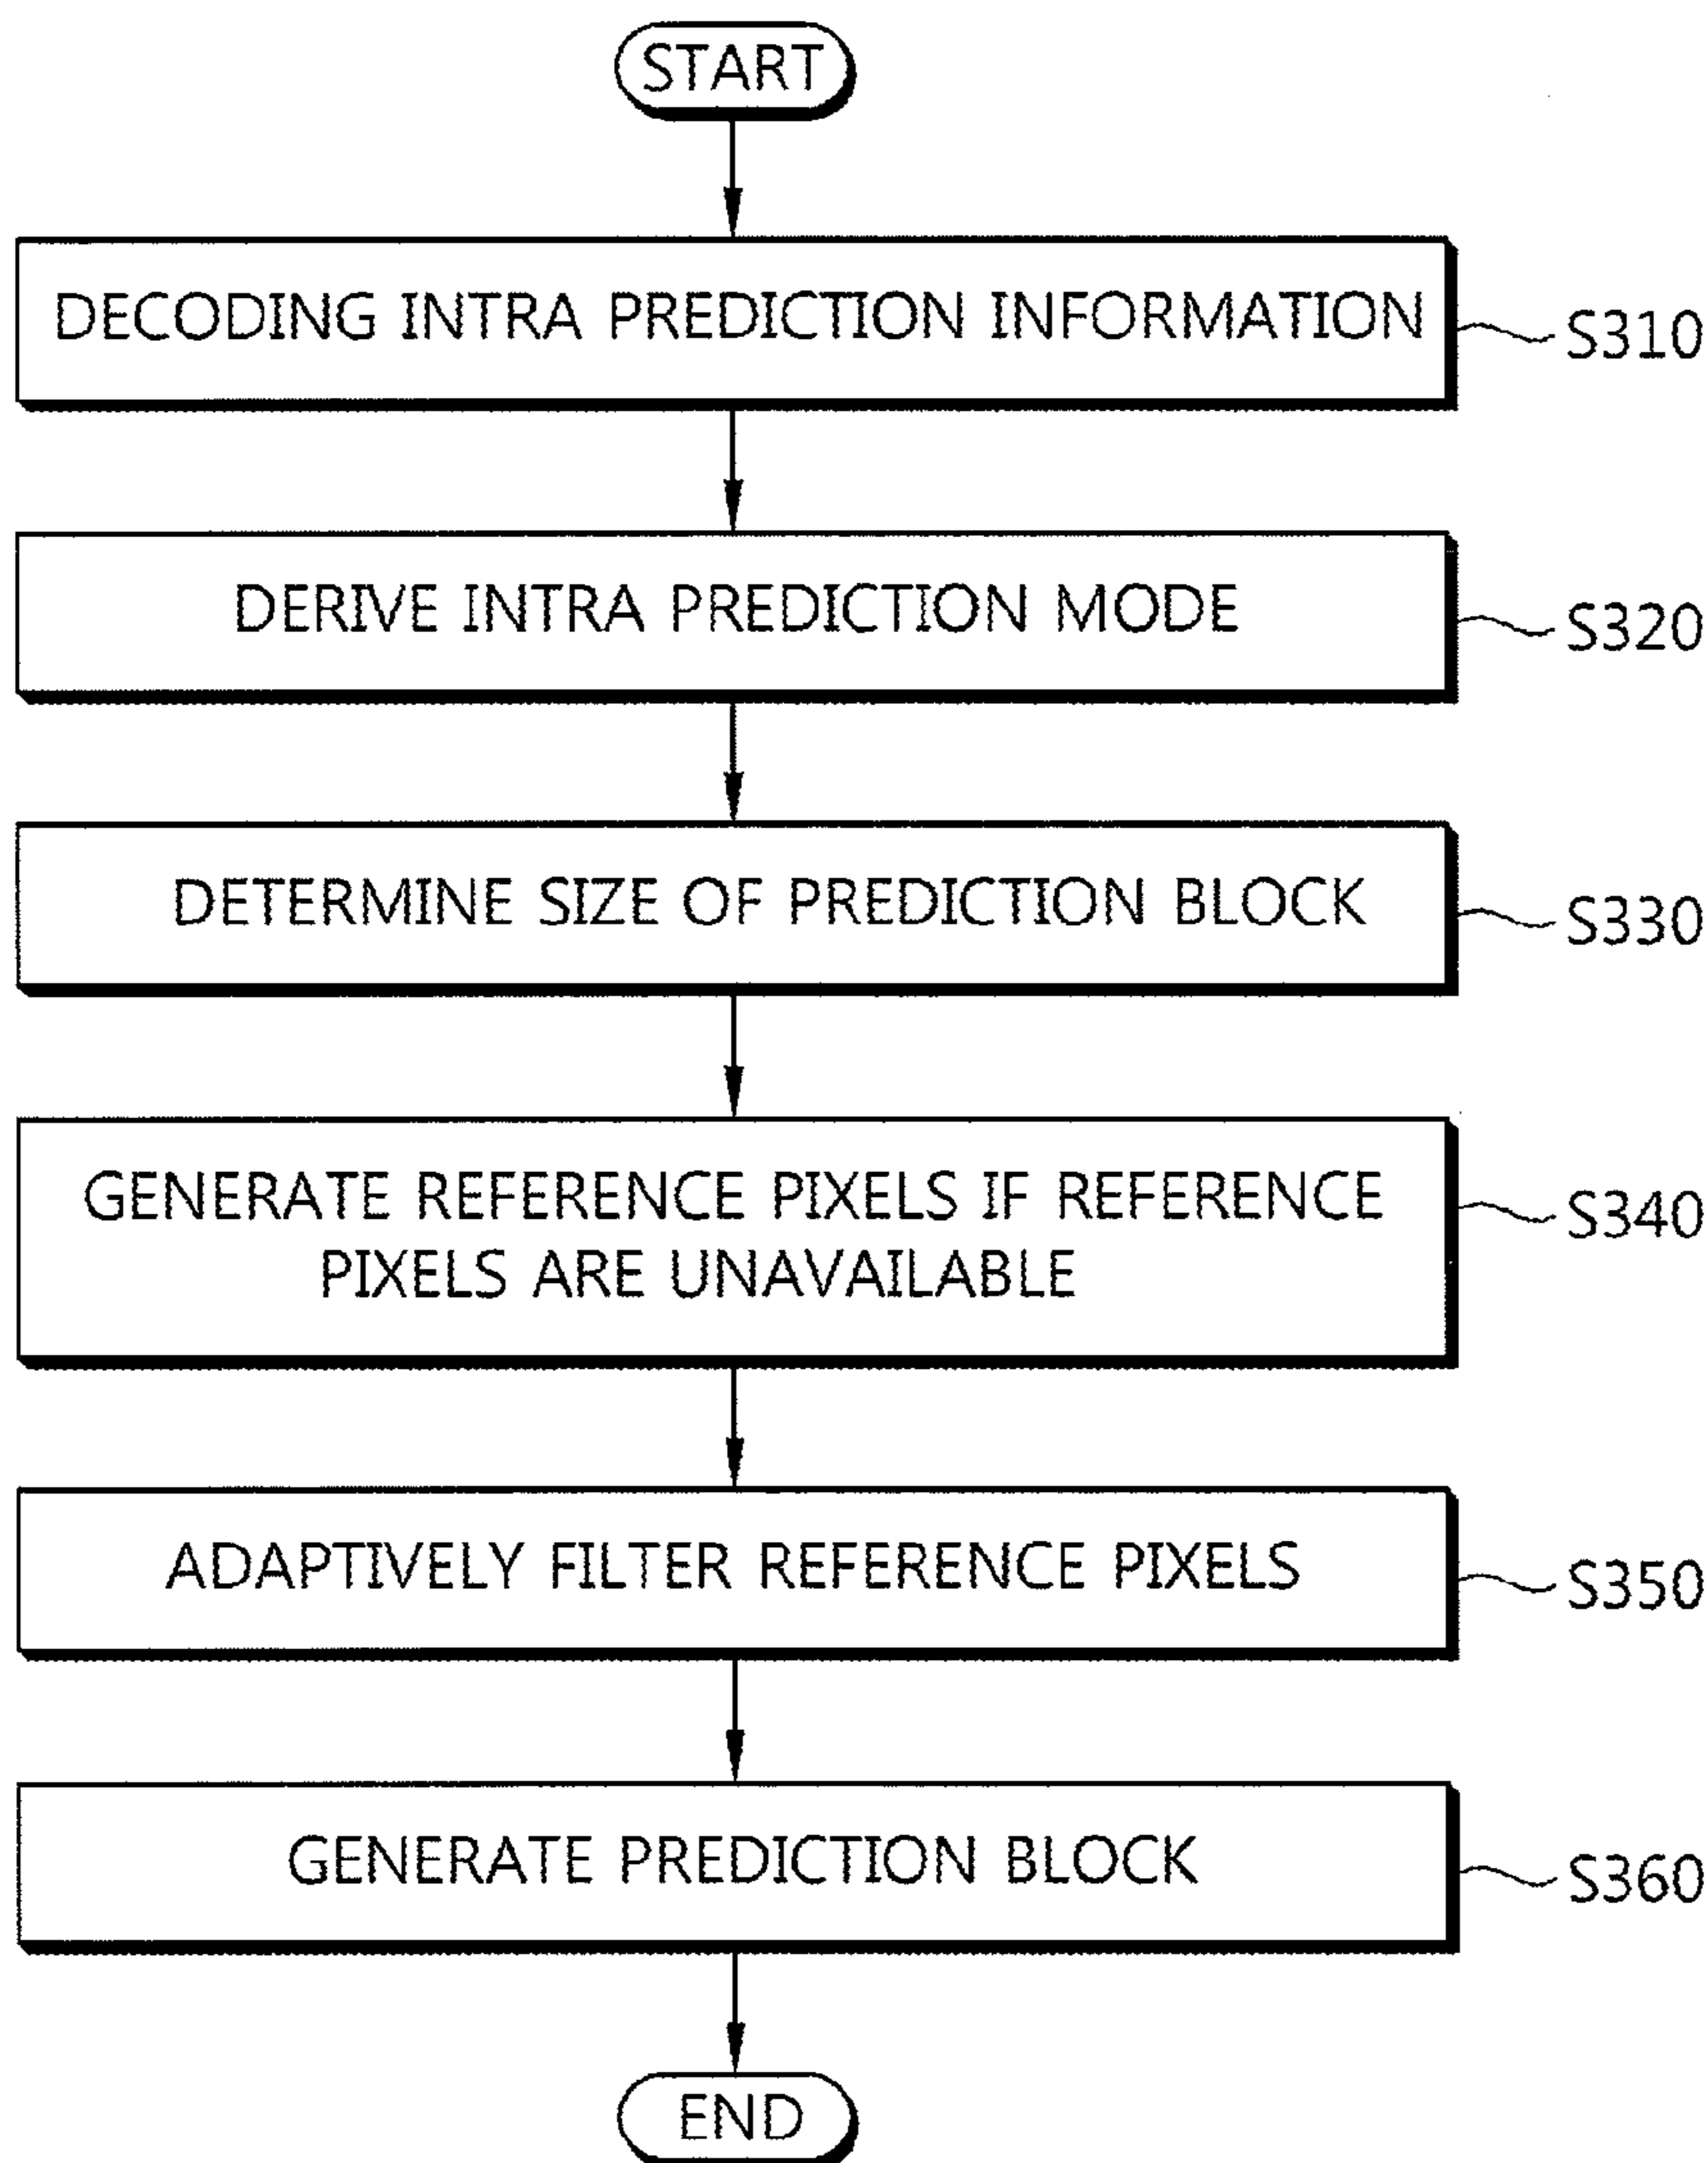 START
DECODING INTRA PREDICTION INFORMATION
S310
DERIVE INTRA PREDICTION MODE
S320
DETERMINE SIZE OF PREDICTION BLOCK
S330
GENERATE REFERENCE PIXELS IF REFERENCE
PIXELS ARE UNAVAILABLE
S340
ADAPTIVELY FILTER REFERENCE PIXELS
S350
GENERATE PREDICTION BLOCK
S360
END